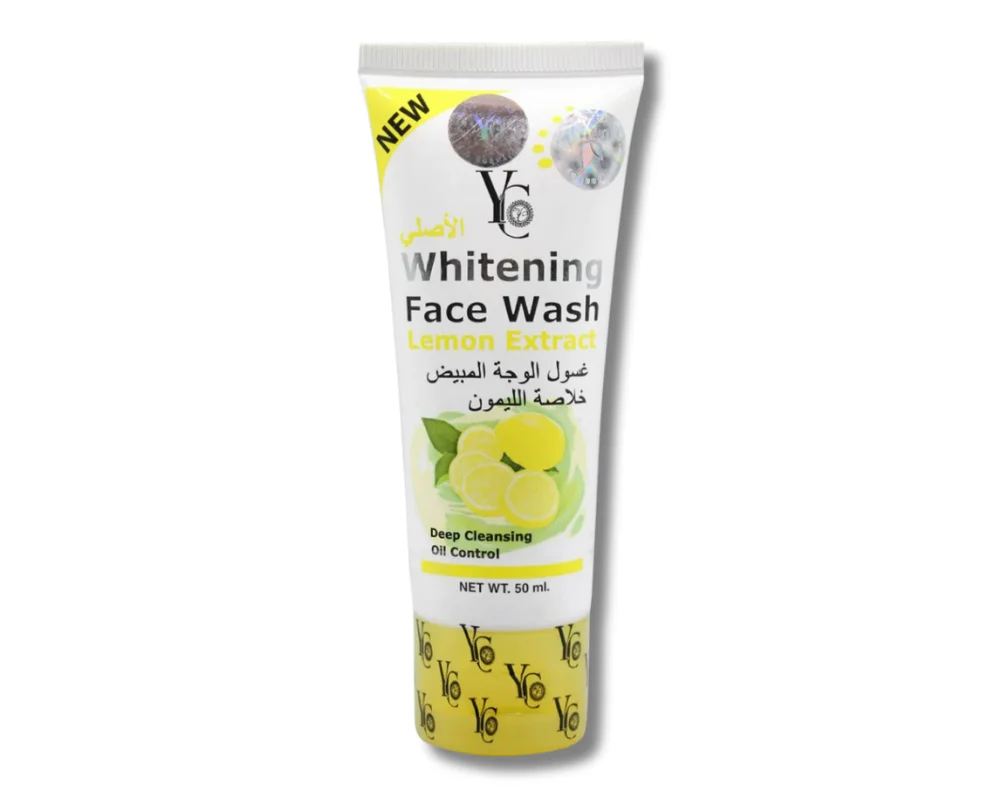 NEW
YC
الأصلي
Whitening
Face Wash
Lemon Extract
غسول الوجة المبيض
خلاصة الليمون
Deep Cleansing
Oil Control
NET WT. 50 ml.
YC YC YC
YC YC
YC YC YC